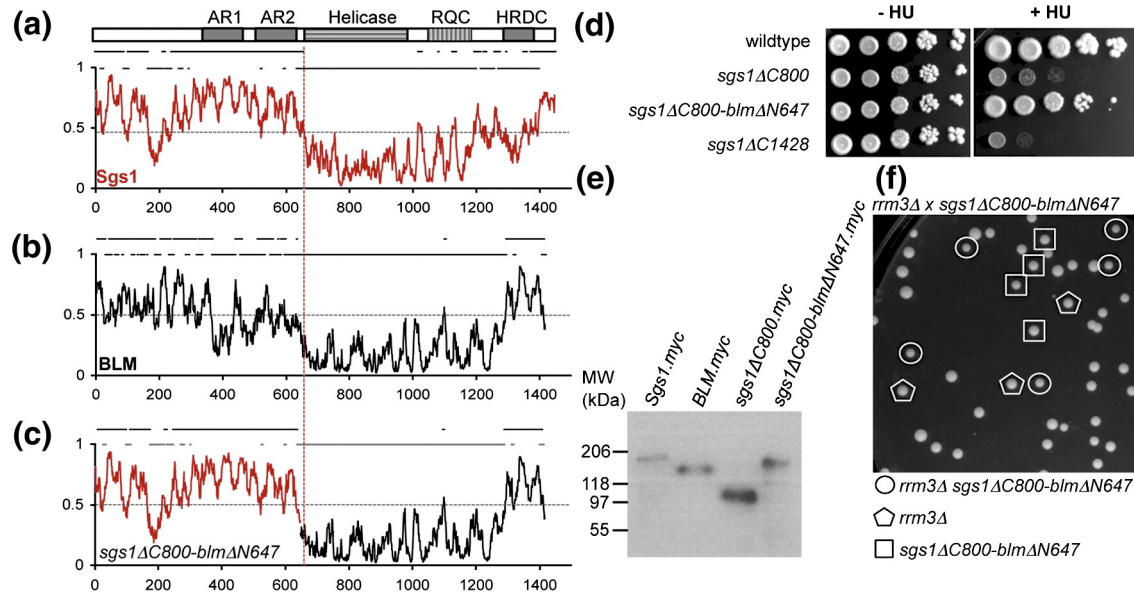 (a)
AR1 AR2 Helicase RQC HRDC
1
0.5
0
Sgs1
0 200 400 600 800 1000 1200 1400
(b)
1
0.5
0
BLM
0 200 400 600 800 1000 1200 1400
(c)
1
0.5
0
sgs1ΔC800-blmΔN647
0 200 400 600 800 1000 1200 1400
(d)
- HU + HU
wildtype
sgs1ΔC800
sgs1ΔC800-blmΔN647
sgs1ΔC1428
(e)
Sgs1.myc
BLM.myc
sgs1ΔC800.myc
sgs1ΔC800-blmΔN647.myc
MW
(kDa)
206
118
97
55
(f)
rrm3Δ x sgs1ΔC800-blmΔN647
rrm3Δ sgs1ΔC800-blmΔN647
rrm3Δ
sgs1ΔC800-blmΔN647